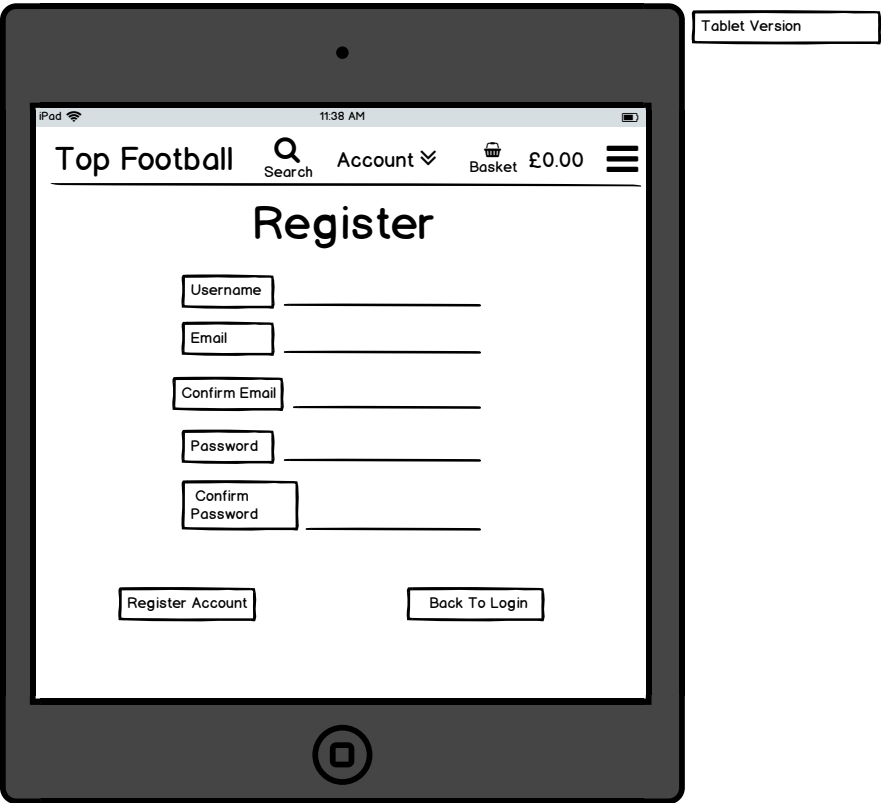 Tablet Version
iPad 11:38 AM
Top Football Search Account Basket £0.00
Register
Username
Email
Confirm Email
Password
Confirm
Password
Register Account Back To Login